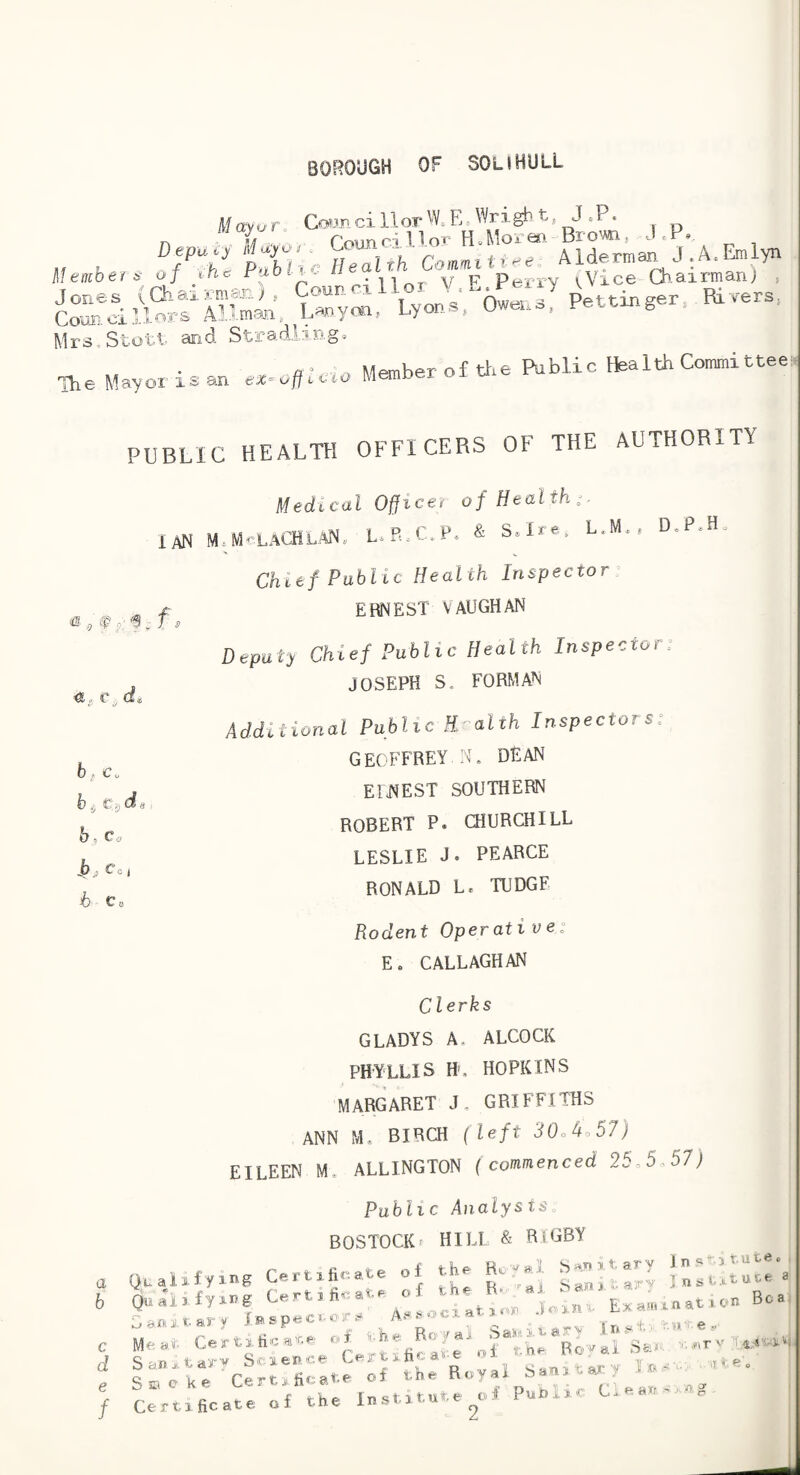 BOROUGH OF SOLIHULL
Mayor: Councillor W.E.Wright, J.P.
Deputy Mayor: Councillor H.Moren Brown, J.P.
Members of the Public Health Committee: Alderman J.A.Emlyn
Jones (Chairman), Councillor V.E.Perry (Vice-Chairman),
Councillors Allman, Lanyon, Lyons, Owens, Pettinger, Rivers,
Mrs.Stott and Stradling.
The Mayor is an ex-officio Member of the Public Health Committee
PUBLIC HEALTH OFFICERS OF THE AUTHORITY
Medical Officer of Health:
IAN M.McLACHLAN, L.R.C.P. & S.Ire, L.M., D.P.H.
Chief Public Health Inspector:
a, e, f, ERNEST VAUGHAN
Deputy Chief Public Health Inspector:
a, c, d. JOSEPH S. FORMAN
Additional Public Health Inspectors:
b, c. GEOFFREY N. DEAN
b, c, d. ERNEST SOUTHERN
b, c. ROBERT P. CHURCHILL
b, c. LESLIE J. PEARCE
b c. RONALD L. TUDGE
Rodent Operative:
E. CALLAGHAN
Clerks
GLADYS A. ALCOCK
PHYLLIS H. HOPKINS
MARGARET J. GRIFFITHS
ANN M. BIRCH (left 30.4.57)
EILEEN M. ALLINGTON (commenced 25.5.57)
Public Analysts:
BOSTOCK HILL & RIGBY
a Qualifying Certificate of the Royal Sanitary Institute.
b Qualifying Certificate of the Royal Sanitary Institute a
Sanitary Inspectors Association Joint Examination Boa
c Meat Certificate of the Royal Sanitary Institute.
d Sanitary Science Certificate of the Royal Sanitary
e Smoke Certificate of the Royal Sanitary Institute.
f Certificate of the Institute of Public Cleansing.
2